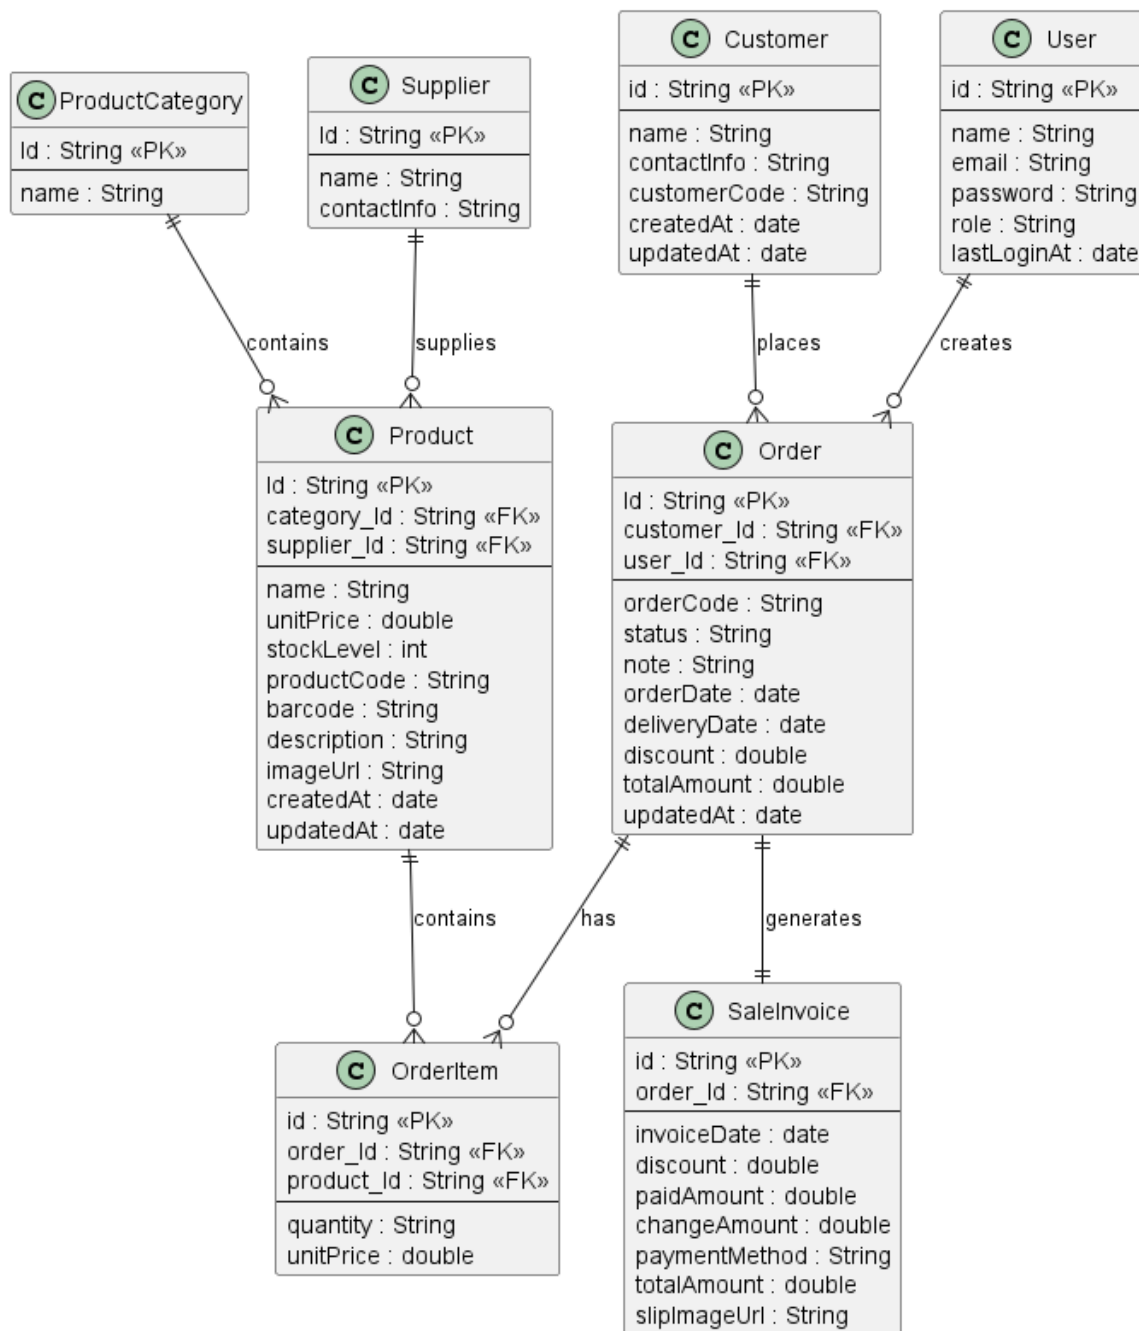 C ProductCategory
Id : String «PK»
name : String
C Supplier
Id : String «PK»
name : String
contactInfo : String
C Customer
id : String «PK»
name : String
contactInfo : String
customerCode : String
createdAt : date
updatedAt : date
C User
id : String «PK»
name : String
email : String
password : String
role : String
lastLoginAt : date
contains
supplies
places
creates
C Product
Id : String «PK»
category_Id : String «FK»
supplier_Id : String «FK»
name : String
unitPrice : double
stockLevel : int
productCode : String
barcode : String
description : String
imageUrl : String
createdAt : date
updatedAt : date
C Order
Id : String «PK»
customer_Id : String «FK»
user_Id : String «FK»
orderCode : String
status : String
note : String
orderDate : date
deliveryDate : date
discount : double
totalAmount : double
updatedAt : date
contains
has
generates
C OrderItem
id : String «PK»
order_Id : String «FK»
product_Id : String «FK»
quantity : String
unitPrice : double
C SaleInvoice
id : String «PK»
order_Id : String «FK»
invoiceDate : date
discount : double
paidAmount : double
changeAmount : double
paymentMethod : String
totalAmount : double
slipImageUrl : String